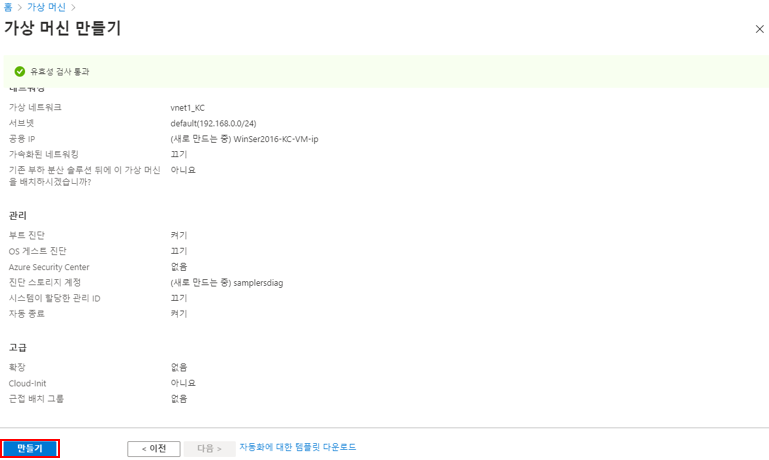 홈 > 가상 머신 >
가상 머신 만들기
유효성 검사 통과
네트워킹
가상 네트워크 vnet1_KC
서브넷 default(192.168.0.0/24)
공용 IP (새로 만드는 중) WinSer2016-KC-VM-ip
가속화된 네트워킹 끄기
기존 부하 분산 솔루션 뒤에 이 가상 머신 아니요
을 배치하시겠습니까?
관리
부트 진단 켜기
OS 게스트 진단 끄기
Azure Security Center 없음
진단 스토리지 계정 (새로 만드는 중) samplersdiag
시스템이 할당한 관리 ID 끄기
자동 종료 켜기
고급
확장 없음
Cloud-Init 아니요
근접 배치 그룹 없음
만들기 < 이전 다음 > 자동화에 대한 템플릿 다운로드